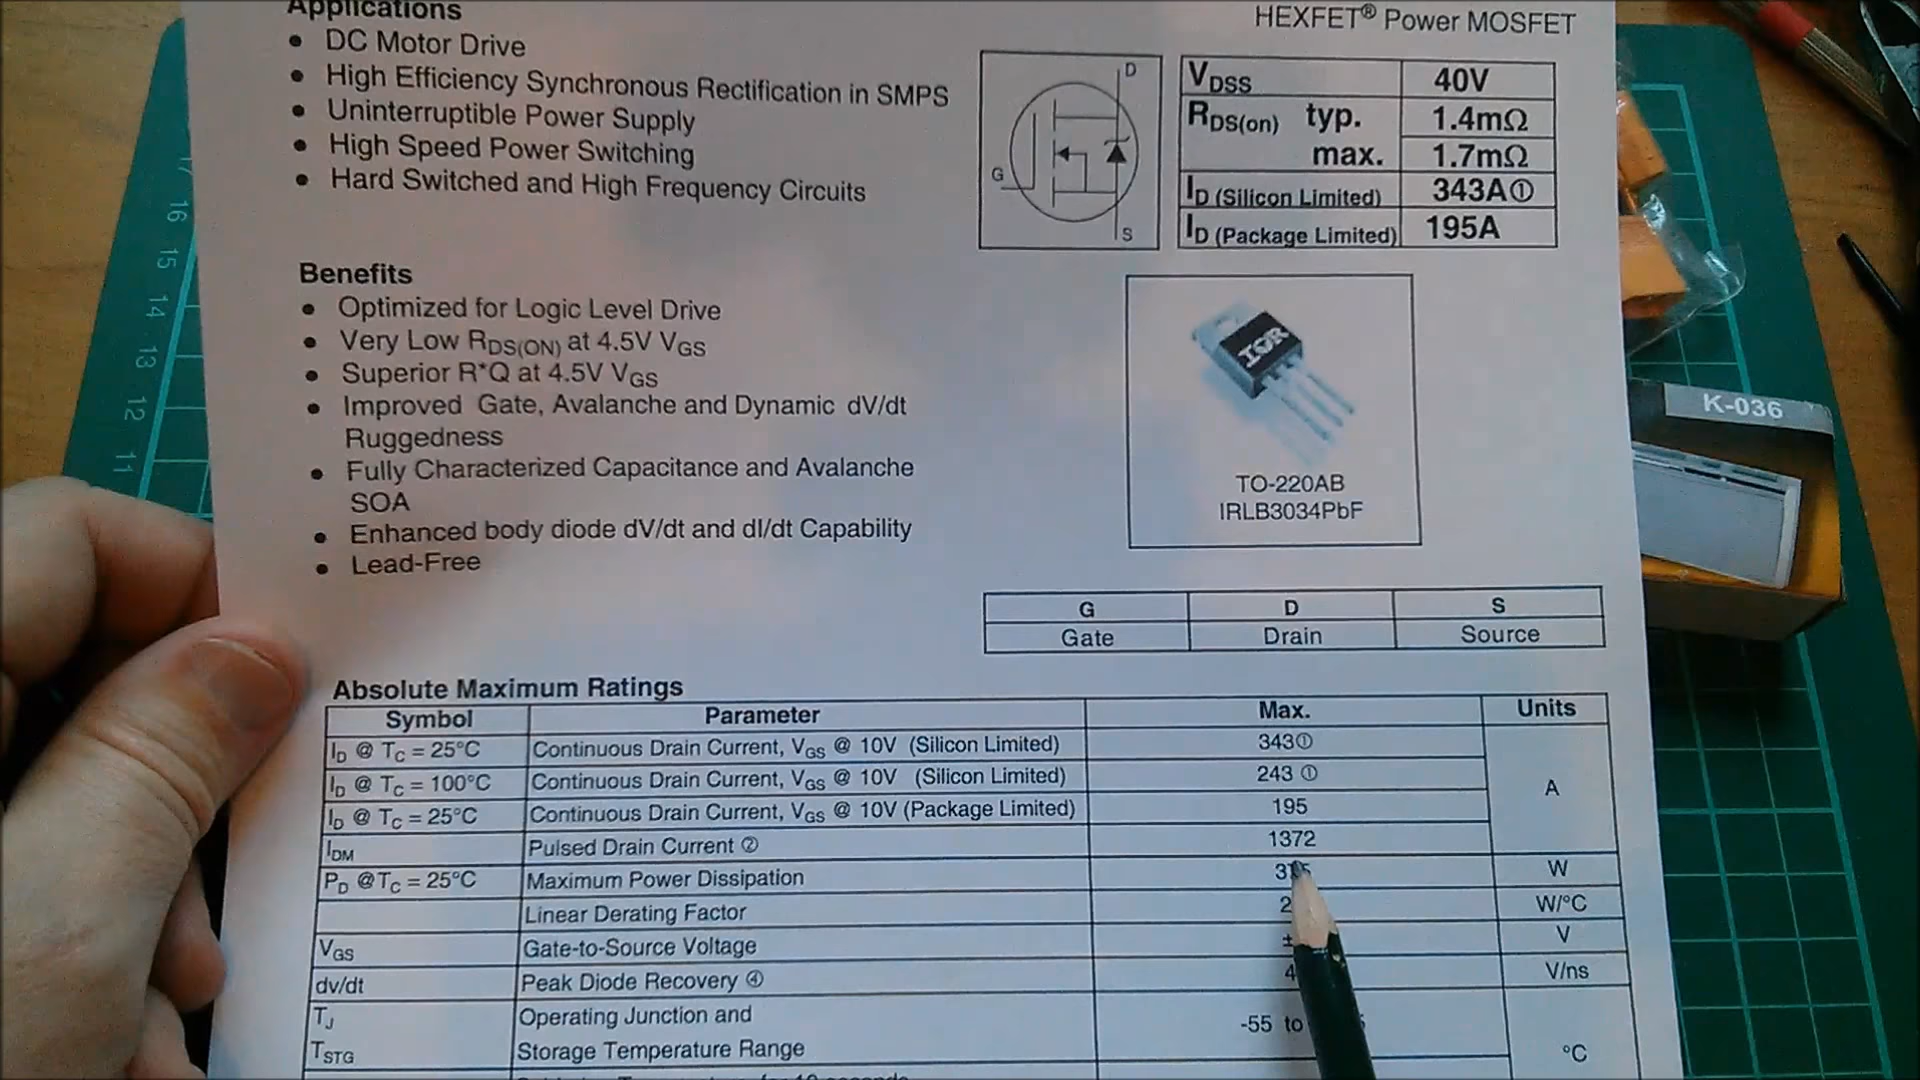 Applications
• DC Motor Drive
• High Efficiency Synchronous Rectification in SMPS
• Uninterruptible Power Supply
• High Speed Power Switching
• Hard Switched and High Frequency Circuits
HEXFET® Power MOSFET
D
G
S
VDSS 40V
RDS(on) typ. 1.4mΩ
max. 1.7mΩ
ID (Silicon Limited) 343A①
ID (Package Limited) 195A
Benefits
• Optimized for Logic Level Drive
• Very Low RDS(ON) at 4.5V VGS
• Superior R*Q at 4.5V VGS
• Improved Gate, Avalanche and Dynamic dV/dt
Ruggedness
• Fully Characterized Capacitance and Avalanche
SOA
• Enhanced body diode dV/dt and dI/dt Capability
• Lead-Free
IOR
TO-220AB
IRLB3034PbF
G D S
Gate Drain Source
Absolute Maximum Ratings
Symbol Parameter Max. Units
ID @ TC = 25°C Continuous Drain Current, VGS @ 10V (Silicon Limited) 343① A
ID @ TC = 100°C Continuous Drain Current, VGS @ 10V (Silicon Limited) 243 ①
ID @ TC = 25°C Continuous Drain Current, VGS @ 10V (Package Limited) 195
IDM Pulsed Drain Current ② 1372
PD @TC = 25°C Maximum Power Dissipation W
Linear Derating Factor W/°C
VGS Gate-to-Source Voltage V
dv/dt Peak Diode Recovery ④ V/ns
TJ Operating Junction and -55 to
TSTG Storage Temperature Range °C
K-036
17
16
15
14
13
12
11